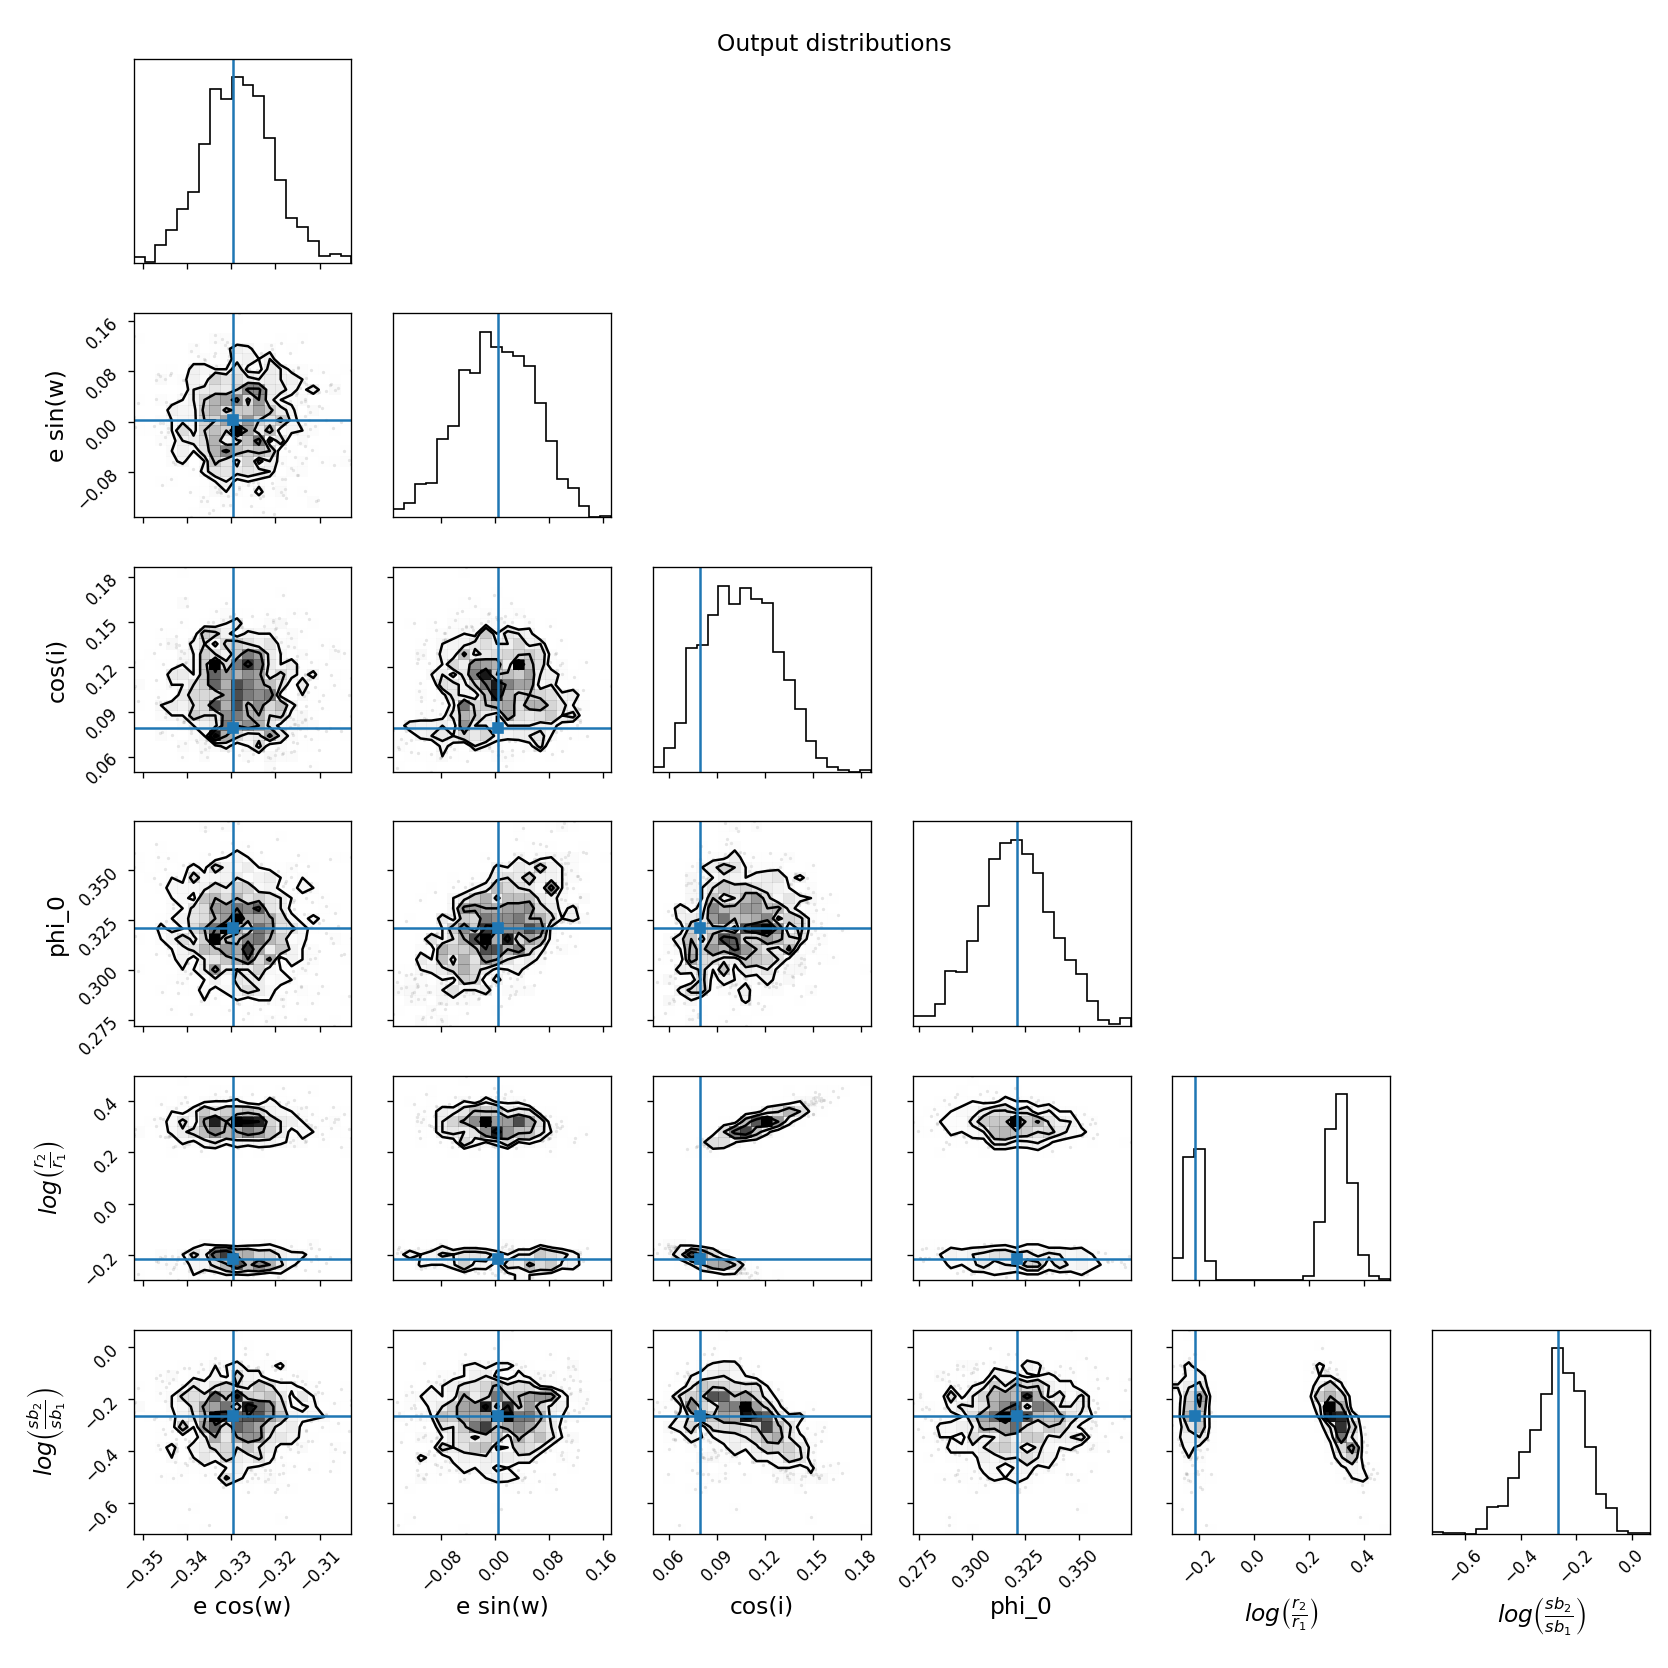 Output distributions
0.16
0.08
0.00
−0.08
e sin(w)
0.18
0.15
0.12
0.09
0.06
cos(i)
0.350
0.325
0.300
0.275
phi_0
0.4
0.2
0.0
−0.2
log(r₂/r₁)
0.0
−0.2
−0.4
−0.6
log(sb₂/sb₁)
−0.35 −0.34 −0.33 −0.32 −0.31 −0.08 0.00 0.08 0.16 0.06 0.09 0.12 0.15 0.18 0.275 0.300 0.325 0.350 −0.2 0.0 0.2 0.4 −0.6 −0.4 −0.2 0.0
e cos(w) e sin(w) cos(i) phi_0 log(r₂/r₁) log(sb₂/sb₁)